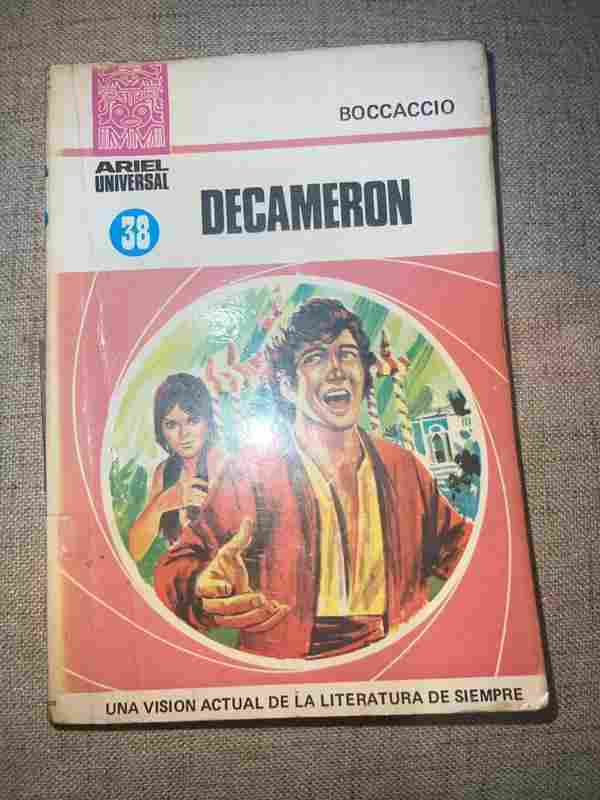 BOCCACCIO
ARIEL
UNIVERSAL
38
DECAMERON
UNA VISION ACTUAL DE LA LITERATURA DE SIEMPRE